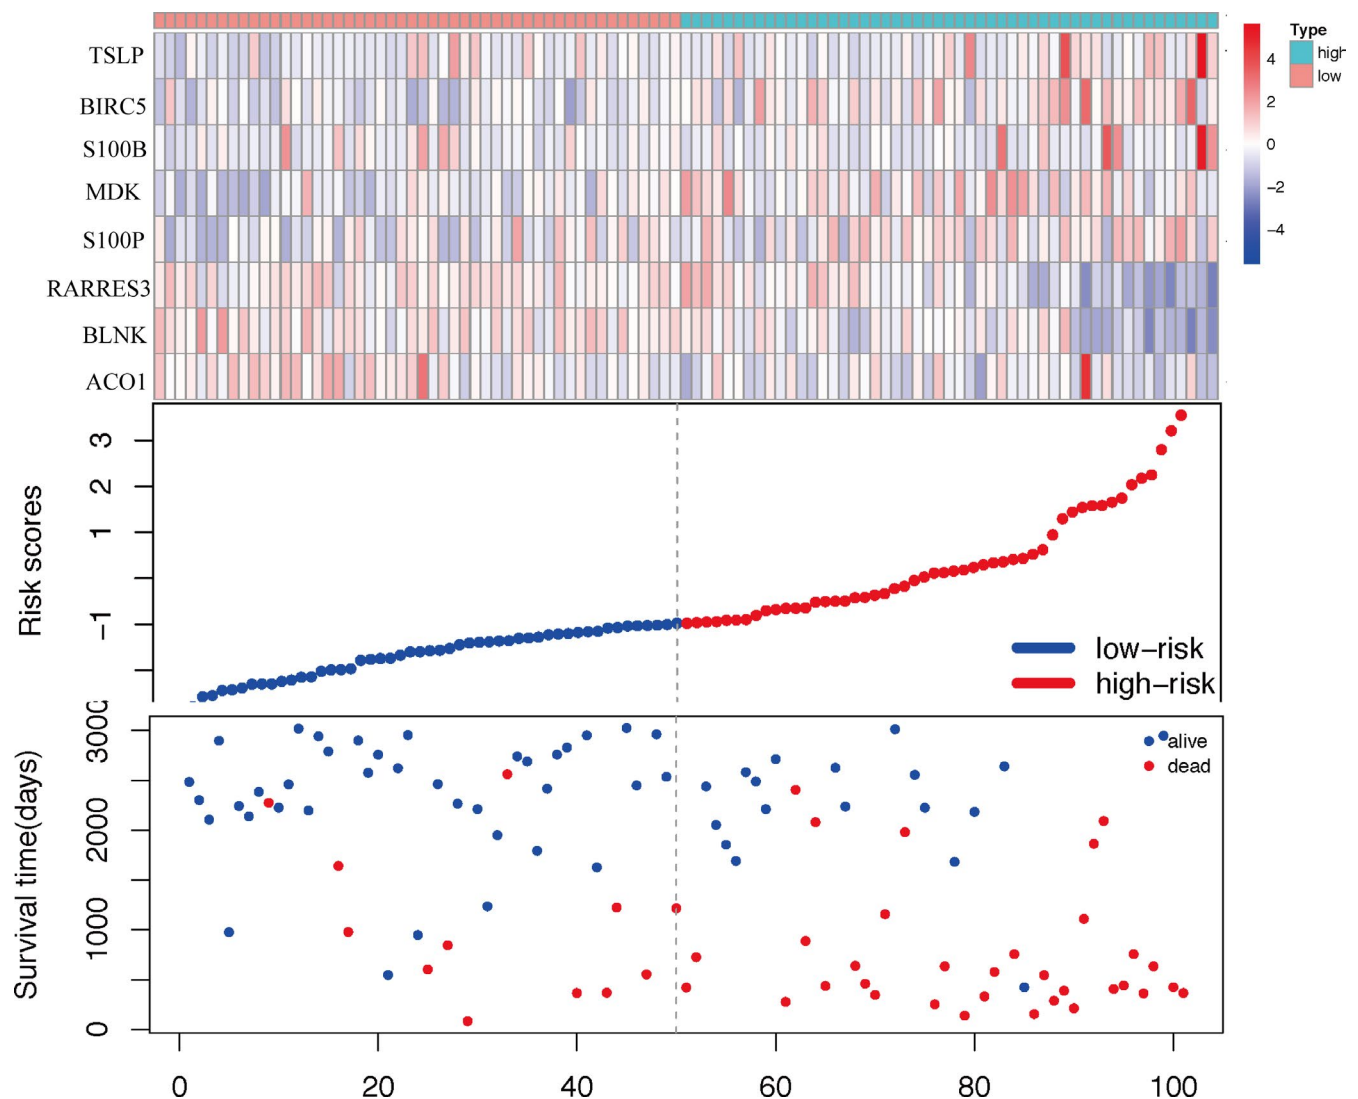 TSLP
BIRC5
S100B
MDK
S100P
RARRES3
BLNK
ACO1
4
2
0
−2
−4
Type
high
low
Risk scores
3
2
1
−1
low−risk
high−risk
Survival time(days)
3000
2000
1000
0
alive
dead
0 20 40 60 80 100